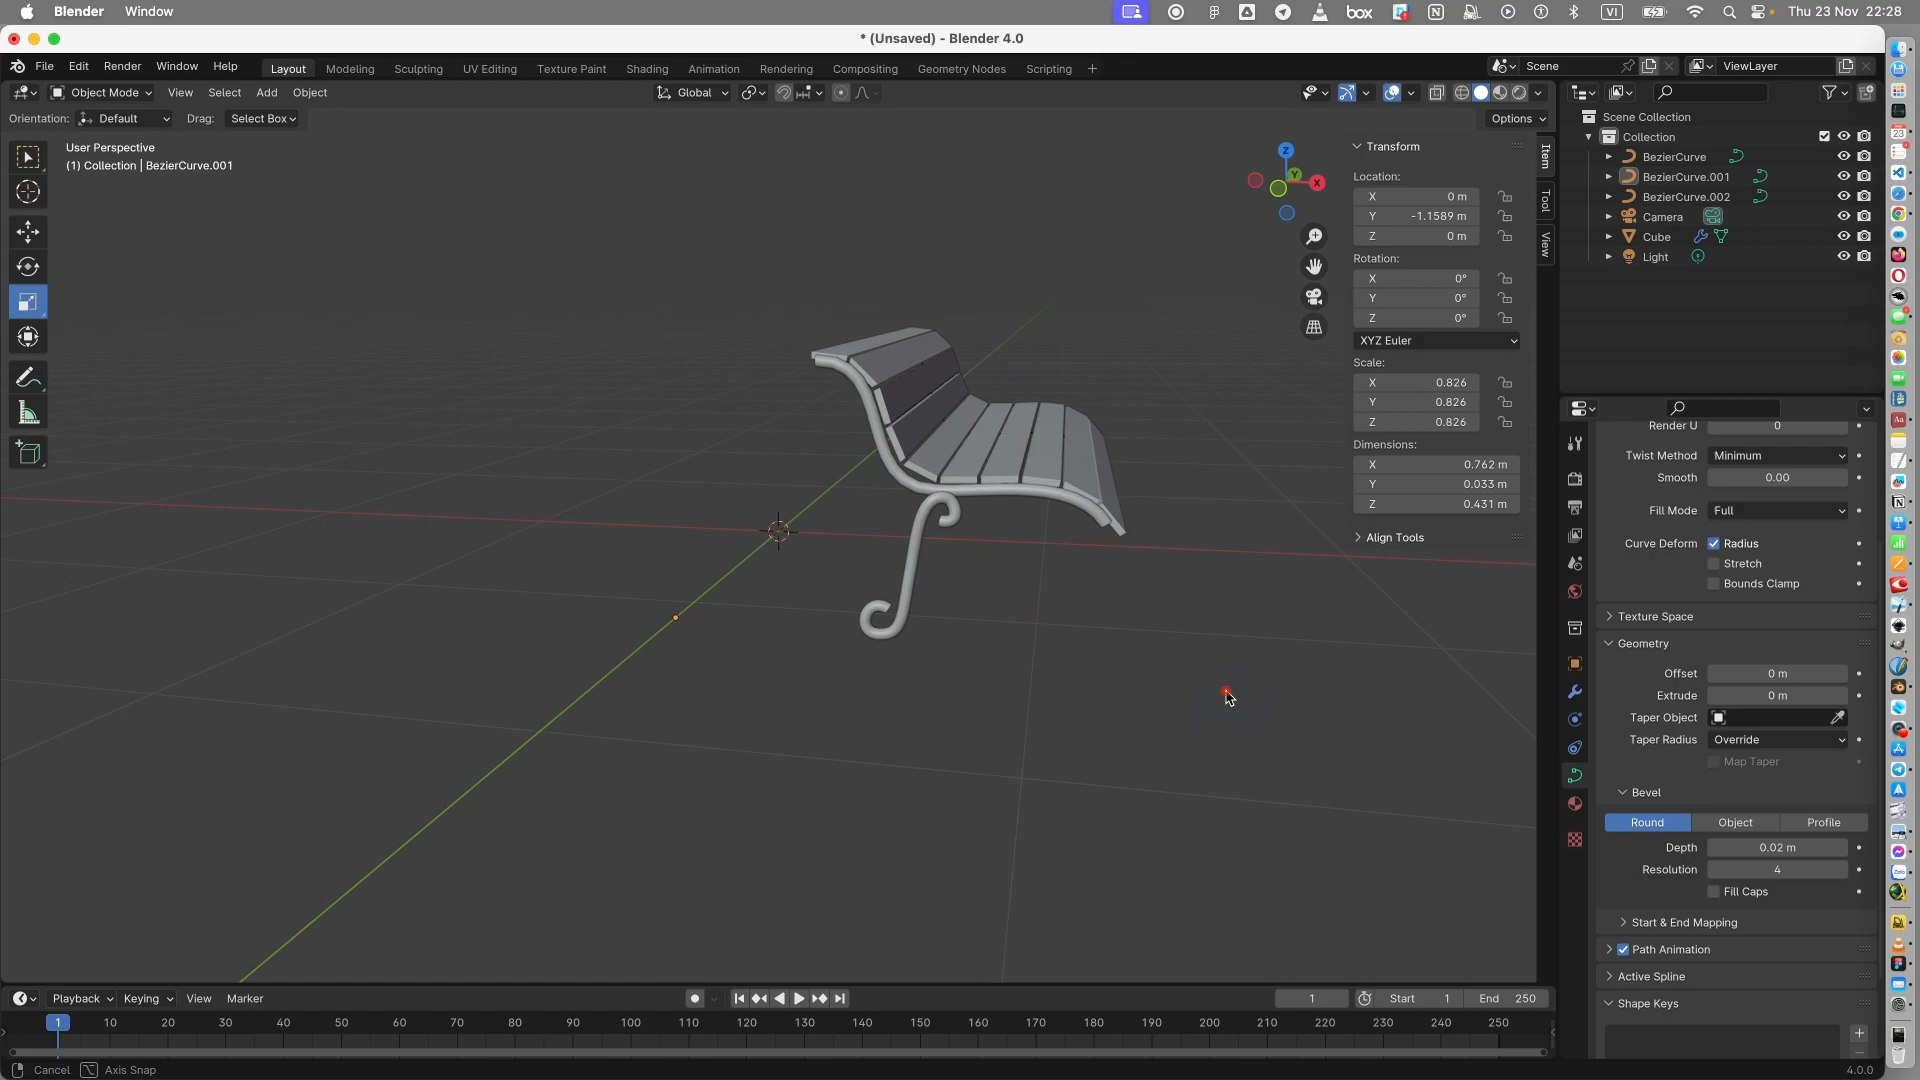 Blender Window box VI Thu 23 Nov 22:28
* (Unsaved) - Blender 4.0
File Edit Render Window Help Layout Modeling Sculpting UV Editing Texture Paint Shading Animation Rendering Compositing Geometry Nodes Scripting + Scene ViewLayer
Object Mode View Select Add Object Global
Orientation: Default Drag: Select Box Options
User Perspective
(1) Collection | BezierCurve.001
Z
Y
X
Item
Tool
View
Transform
Location:
X 0 m
Y -1.1589 m
Z 0 m
Rotation:
X 0°
Y 0°
Z 0°
XYZ Euler
Scale:
X 0.826
Y 0.826
Z 0.826
Dimensions:
X 0.762 m
Y 0.033 m
Z 0.431 m
Align Tools
Scene Collection
Collection
BezierCurve
BezierCurve.001
BezierCurve.002
Camera
Cube
Light
Render U 0
Twist Method Minimum
Smooth 0.00
Fill Mode Full
Curve Deform Radius
Stretch
Bounds Clamp
Texture Space
Geometry
Offset 0 m
Extrude 0 m
Taper Object
Taper Radius Override
Map Taper
Bevel
Round Object Profile
Depth 0.02 m
Resolution 4
Fill Caps
Start & End Mapping
Path Animation
Active Spline
Shape Keys
Playback Keying View Marker 1 Start 1 End 250
1 10 20 30 40 50 60 70 80 90 100 110 120 130 140 150 160 170 180 190 200 210 220 230 240 250
Cancel Axis Snap 4.0.0